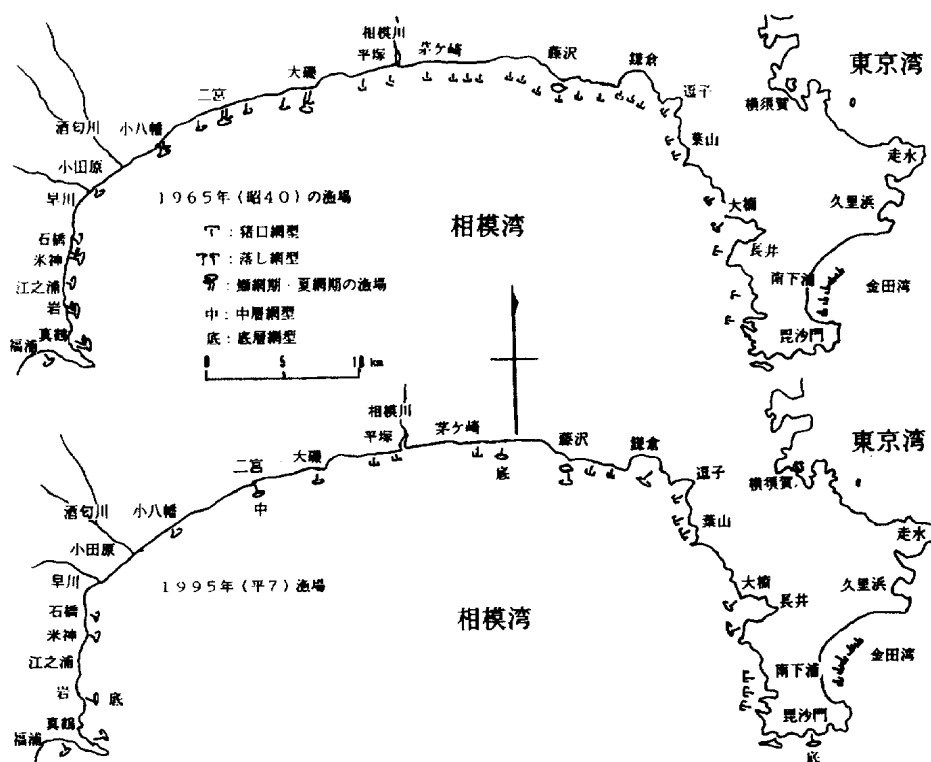 相模川
平塚
茅ケ崎
藤沢
鎌倉
東京湾
大磯
逗子
横須賀
二宮
葉山
走水
酒匂川
小八幡
小田原
久里浜
早川
1965年(昭40)の漁場
大楠
相模湾
石橋
猪口網型
長井
米神
落し網型
南下浦
金田湾
江之浦
鰤網期・夏網期の漁場
岩
中:中層網型
毘沙門
真鶴
底:底層網型
福浦
0 5 10 km
相模川
平塚
茅ケ崎
藤沢
鎌倉
東京湾
大磯
逗子
横須賀
二宮
底
中
葉山
走水
酒匂川
小八幡
小田原
久里浜
早川
1995年(平7)漁場
大楠
長井
石橋
相模湾
米神
江之浦
南下浦
金田湾
岩
底
真鶴
毘沙門
福浦
底